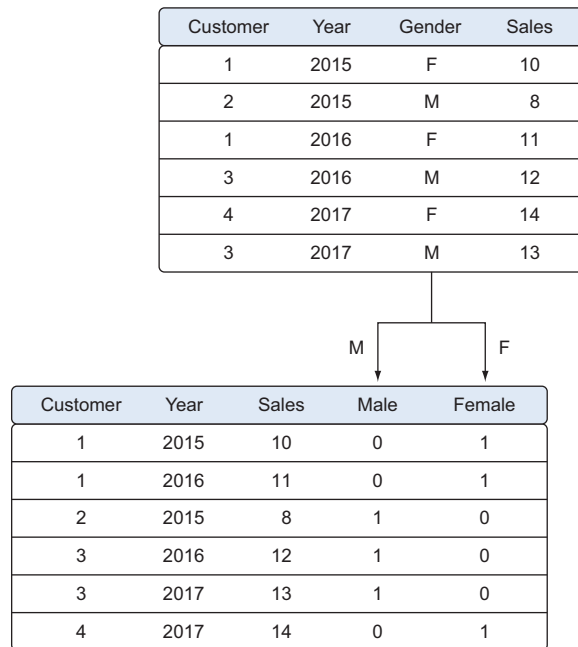 Customer Year Gender Sales
1 2015 F 10
2 2015 M 8
1 2016 F 11
3 2016 M 12
4 2017 F 14
3 2017 M 13
M F
Customer Year Sales Male Female
1 2015 10 0 1
1 2016 11 0 1
2 2015 8 1 0
3 2016 12 1 0
3 2017 13 1 0
4 2017 14 0 1